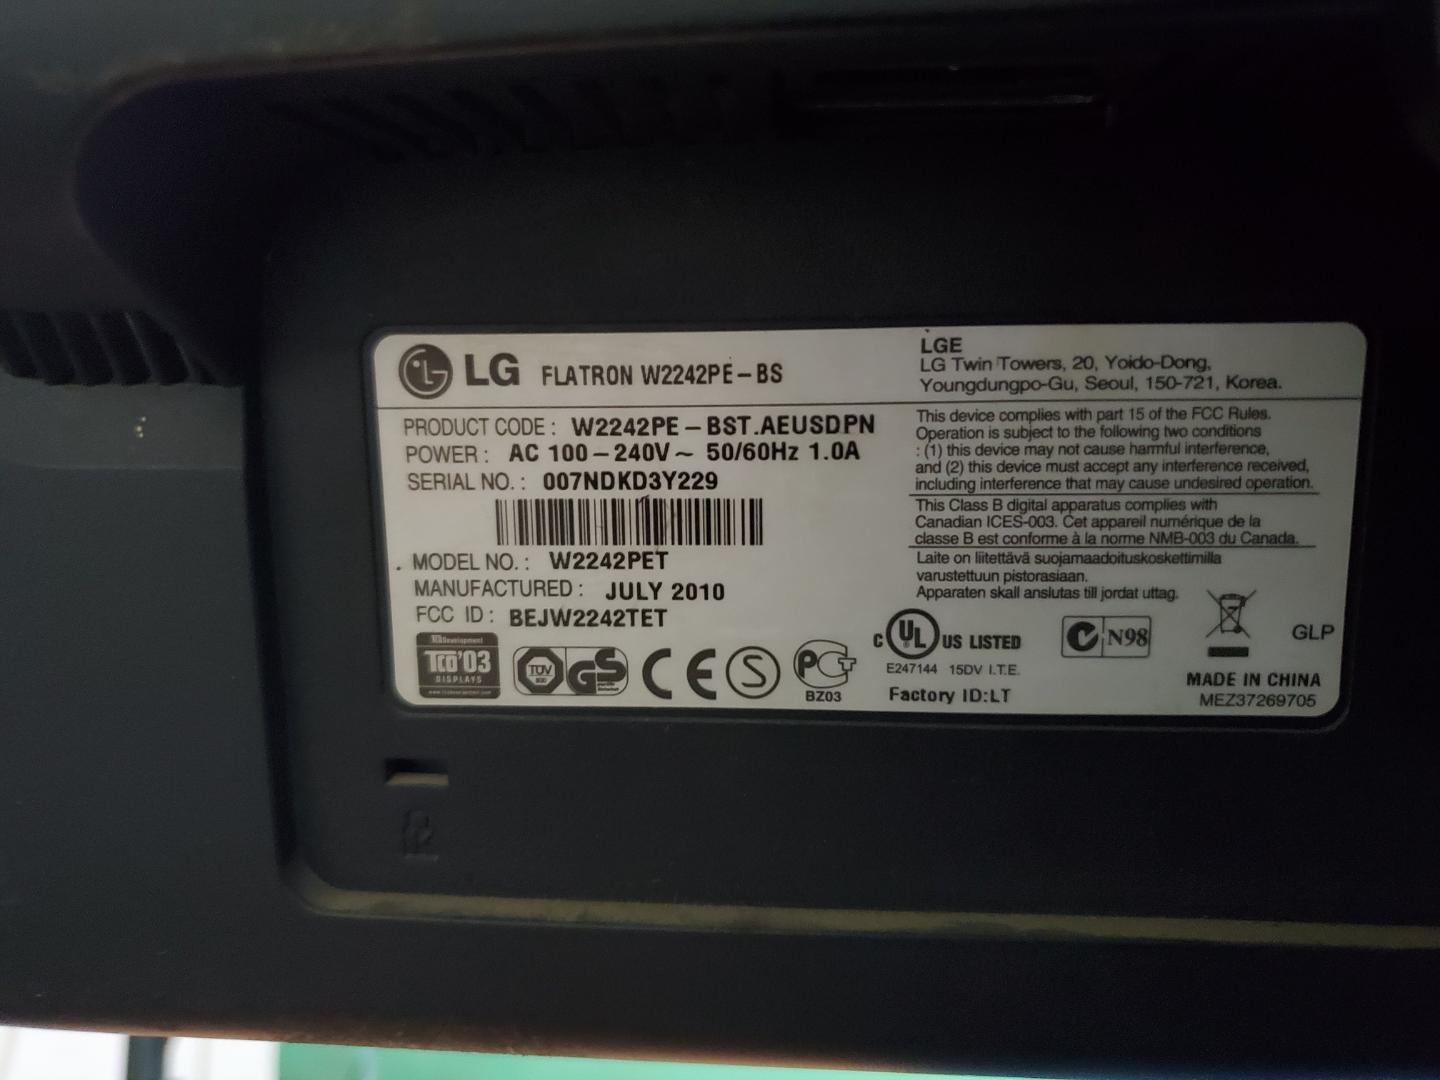 LG FLATRON W2242PE-BS
PRODUCT CODE : W2242PE-BST.AEUSDPN
POWER : AC 100-240V~ 50/60Hz 1.0A
SERIAL NO. : 007NDKD3Y229
. MODEL NO. : W2242PET
MANUFACTURED : JULY 2010
FCC ID : BEJW2242TET
TCO'03
DISPLAYS
TÜV
GS
CE
S
PCT
BZ03
LGE
LG Twin Towers, 20, Yoido-Dong,
Youngdungpo-Gu, Seoul, 150-721, Korea.
This device complies with part 15 of the FCC Rules.
Operation is subject to the following two conditions
: (1) this device may not cause harmful interference,
and (2) this device must accept any interference received,
including interference that may cause undesired operation.
This Class B digital apparatus complies with
Canadian ICES-003. Cet appareil numérique de la
classe B est conforme à la norme NMB-003 du Canada.
Laite on liitettävä suojamaadoituskoskettimilla
varustettuun pistorasiaan.
Apparaten skall anslutas till jordat uttag.
C UL US LISTED
E247144 15DV I.T.E.
Factory ID:LT
N98
GLP
MADE IN CHINA
MEZ37269705